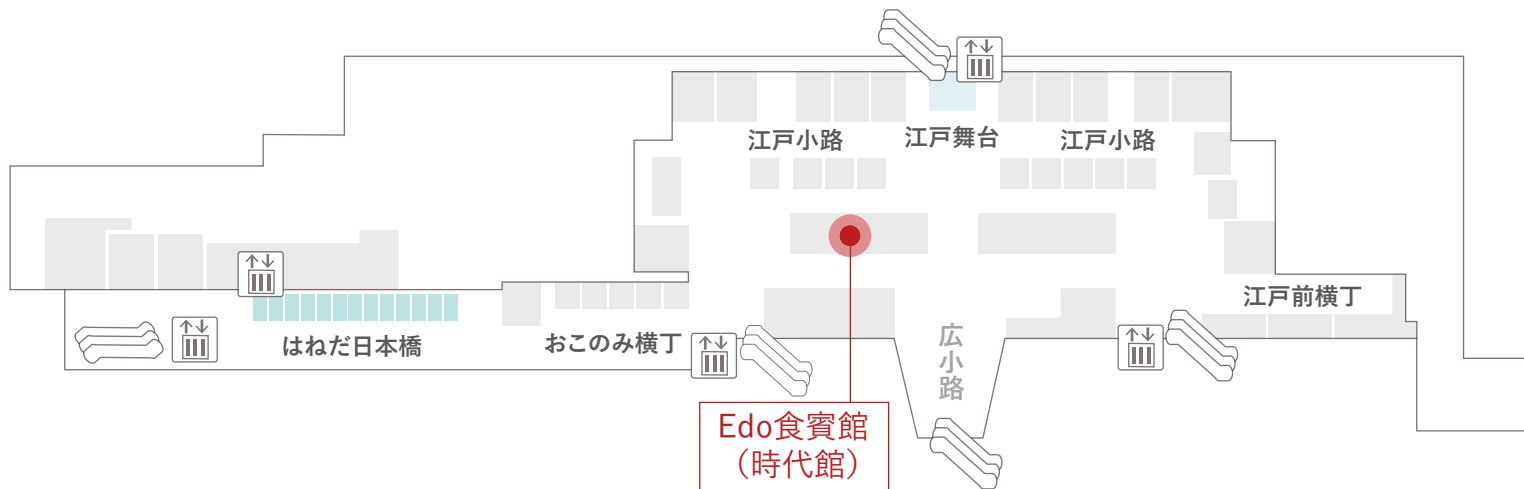 江戸小路
江戸舞台
江戸小路
江戸前横丁
はねだ日本橋
おこのみ横丁
広小路
Edo食賓館
（時代館）